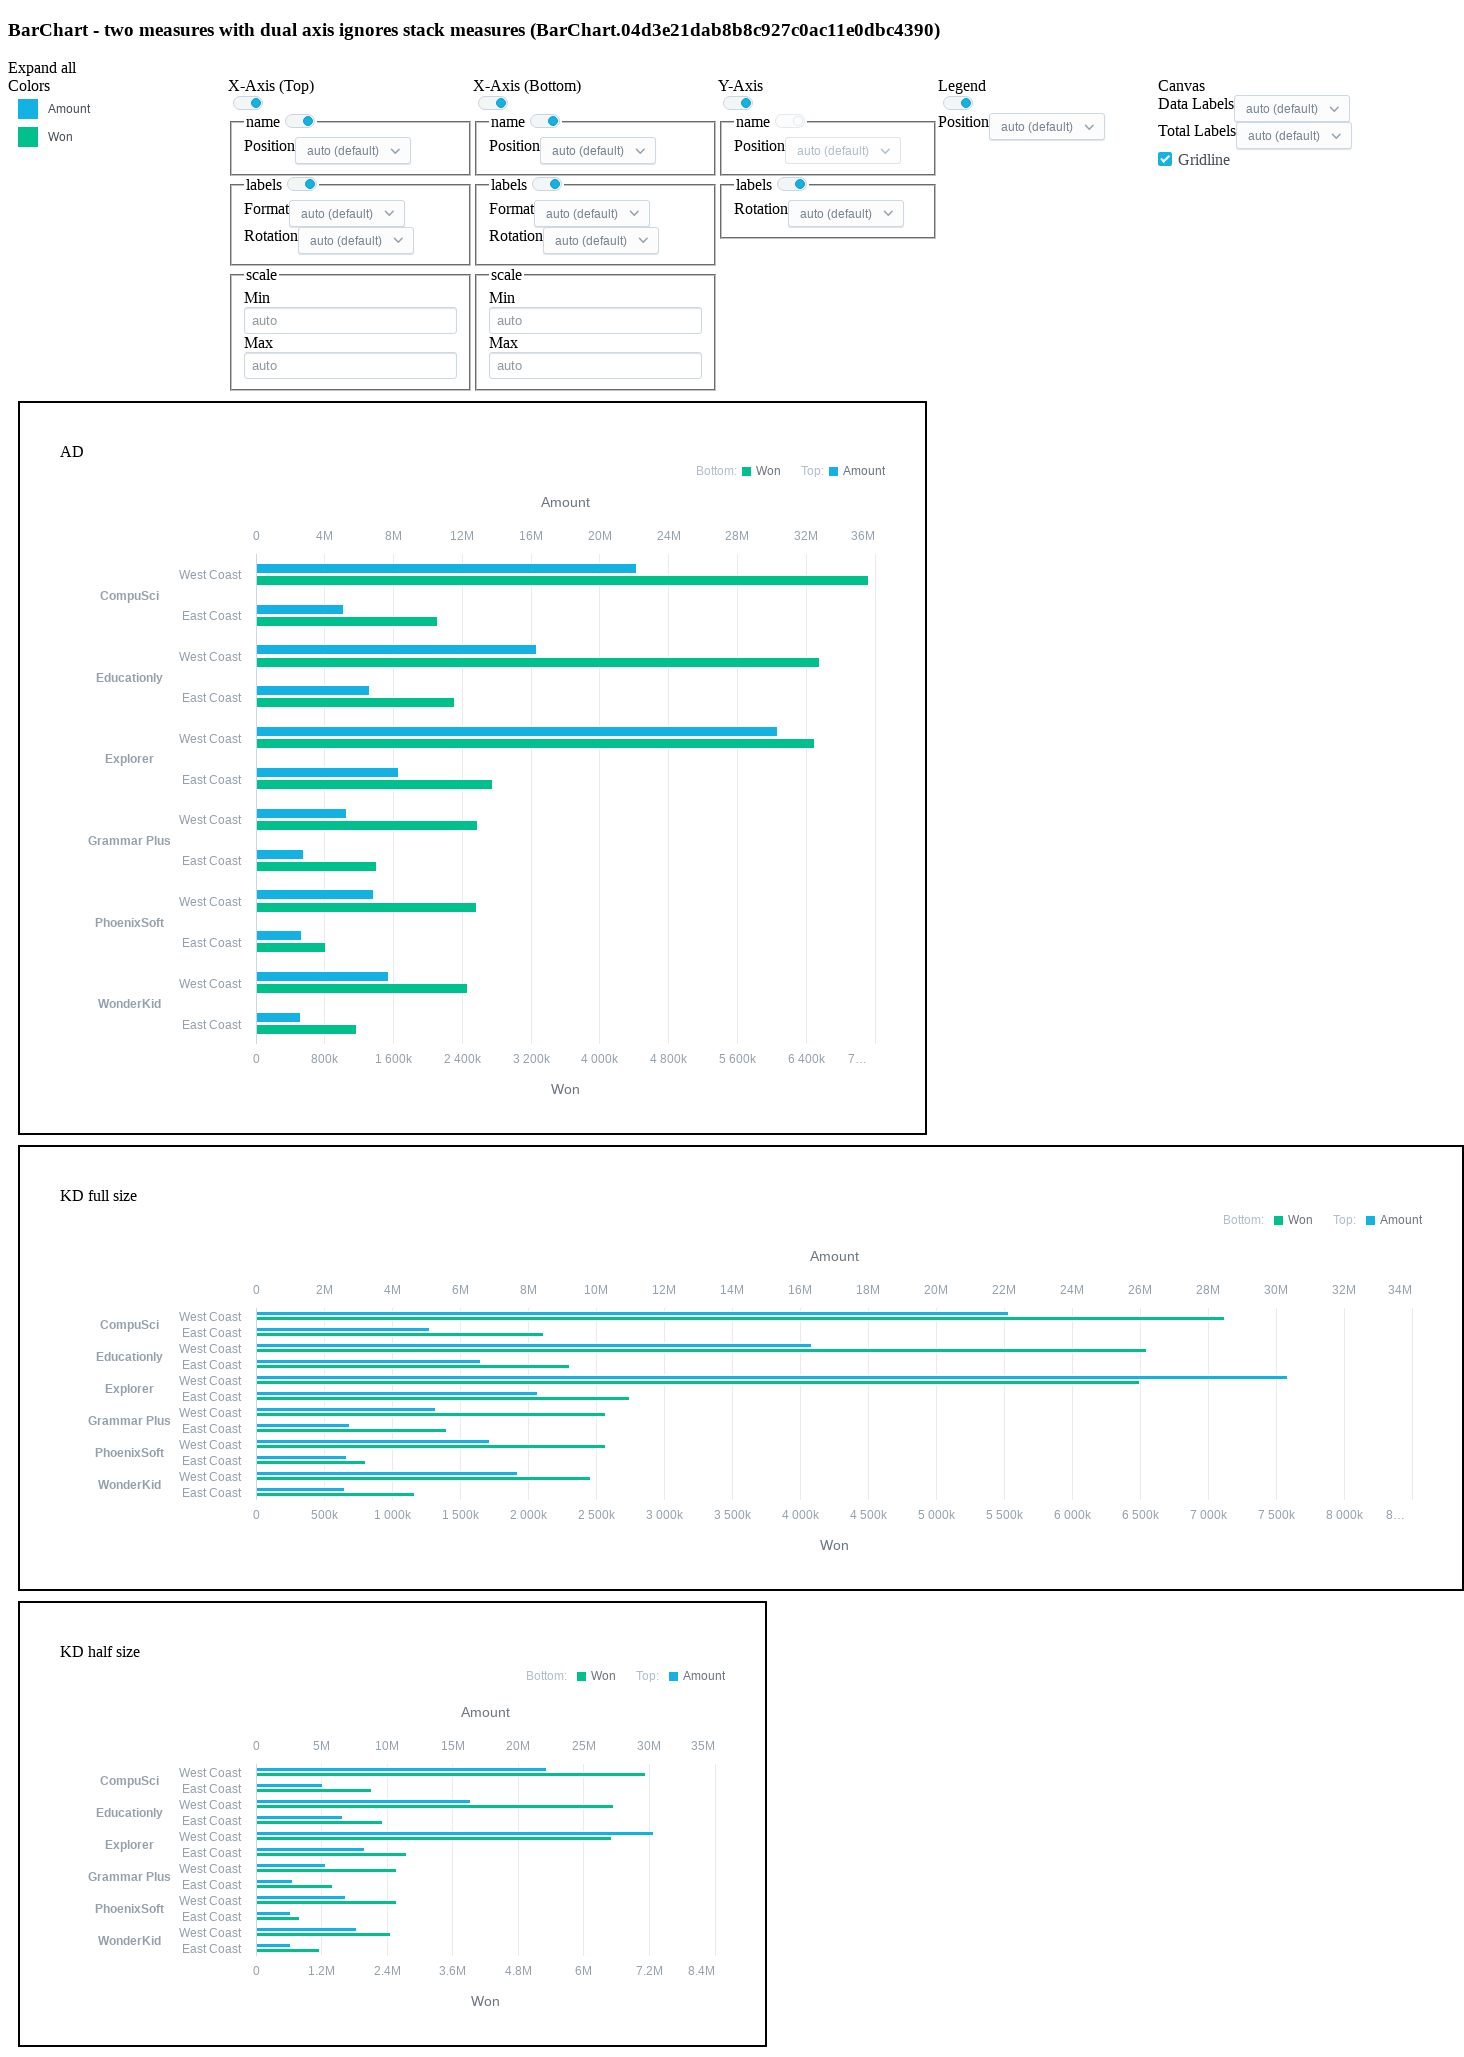 BarChart - two measures with dual axis ignores stack measures (BarChart.04d3e21dab8b8c927c0ac11e0dbc4390)
Expand all
Colors
Amount
Won
X-Axis (Top)
name
Position auto (default)
labels
Format auto (default)
Rotation auto (default)
scale
Min
auto
Max
auto
X-Axis (Bottom)
name
Position auto (default)
labels
Format auto (default)
Rotation auto (default)
scale
Min
auto
Max
auto
Y-Axis
name
Position auto (default)
labels
Rotation auto (default)
Legend
Position auto (default)
Canvas
Data Labels auto (default)
Total Labels auto (default)
Gridline
AD
Bottom: Won Top: Amount
Amount
0 4M 8M 12M 16M 20M 24M 28M 32M 36M
CompuSci
West Coast
East Coast
Educationly
West Coast
East Coast
Explorer
West Coast
East Coast
Grammar Plus
West Coast
East Coast
PhoenixSoft
West Coast
East Coast
WonderKid
West Coast
East Coast
0 800k 1 600k 2 400k 3 200k 4 000k 4 800k 5 600k 6 400k 7…
Won
KD full size
Bottom: Won Top: Amount
Amount
0 2M 4M 6M 8M 10M 12M 14M 16M 18M 20M 22M 24M 26M 28M 30M 32M 34M
CompuSci
West Coast
East Coast
Educationly
West Coast
East Coast
Explorer
West Coast
East Coast
Grammar Plus
West Coast
East Coast
PhoenixSoft
West Coast
East Coast
WonderKid
West Coast
East Coast
0 500k 1 000k 1 500k 2 000k 2 500k 3 000k 3 500k 4 000k 4 500k 5 000k 5 500k 6 000k 6 500k 7 000k 7 500k 8 000k 8…
Won
KD half size
Bottom: Won Top: Amount
Amount
0 5M 10M 15M 20M 25M 30M 35M
CompuSci
West Coast
East Coast
Educationly
West Coast
East Coast
Explorer
West Coast
East Coast
Grammar Plus
West Coast
East Coast
PhoenixSoft
West Coast
East Coast
WonderKid
West Coast
East Coast
0 1.2M 2.4M 3.6M 4.8M 6M 7.2M 8.4M
Won